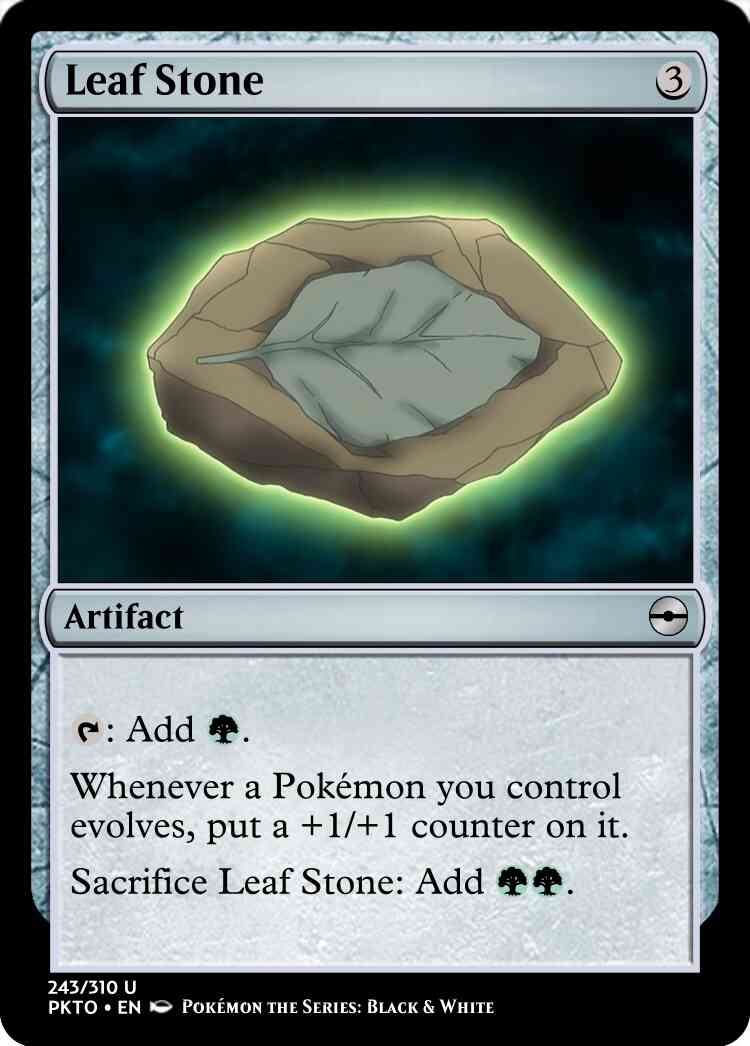 Leaf Stone 3
Artifact
: Add .
Whenever a Pokémon you control
evolves, put a +1/+1 counter on it.
Sacrifice Leaf Stone: Add .
243/310 U
PKTO • EN Pokémon the Series: Black & White